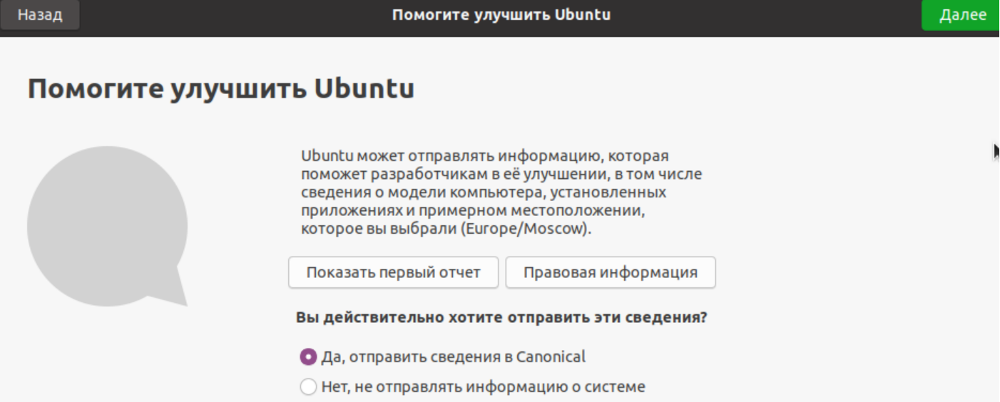 Назад
Помогите улучшить Ubuntu
Далее
Помогите улучшить Ubuntu
Ubuntu может отправлять информацию, которая
поможет разработчикам в её улучшении, в том числе
сведения о модели компьютера, установленных
приложениях и примерном местоположении,
которое вы выбрали (Europe/Moscow).
Показать первый отчет
Правовая информация
Вы действительно хотите отправить эти сведения?
Да, отправить сведения в Canonical
Нет, не отправлять информацию о системе